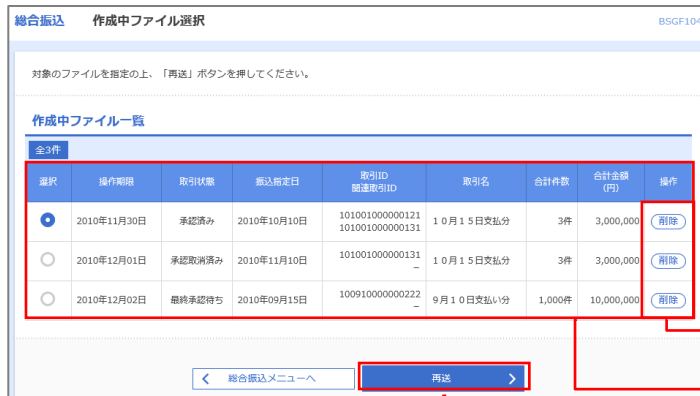 総合振込 作成中ファイル選択 BSGF104
対象のファイルを指定の上、「再送」ボタンを押してください。
作成中ファイル一覧
全3件
選択 操作期限 取引状態 振込指定日 取引ID 取引名 合計件数 合計金額 操作
関連取引ID (円)
2010年11月30日 承認済み 2010年10月10日 101001000000121 10月15日支払分 3件 3,000,000 削除
101001000000131
2010年12月01日 承認取消済み 2010年11月10日 101001000000131 10月15日支払分 3件 3,000,000 削除
–
2010年12月02日 最終承認待ち 2010年09月15日 100910000000222 9月10日支払い分 1,000件 10,000,000 削除
–
総合振込メニューへ 再送